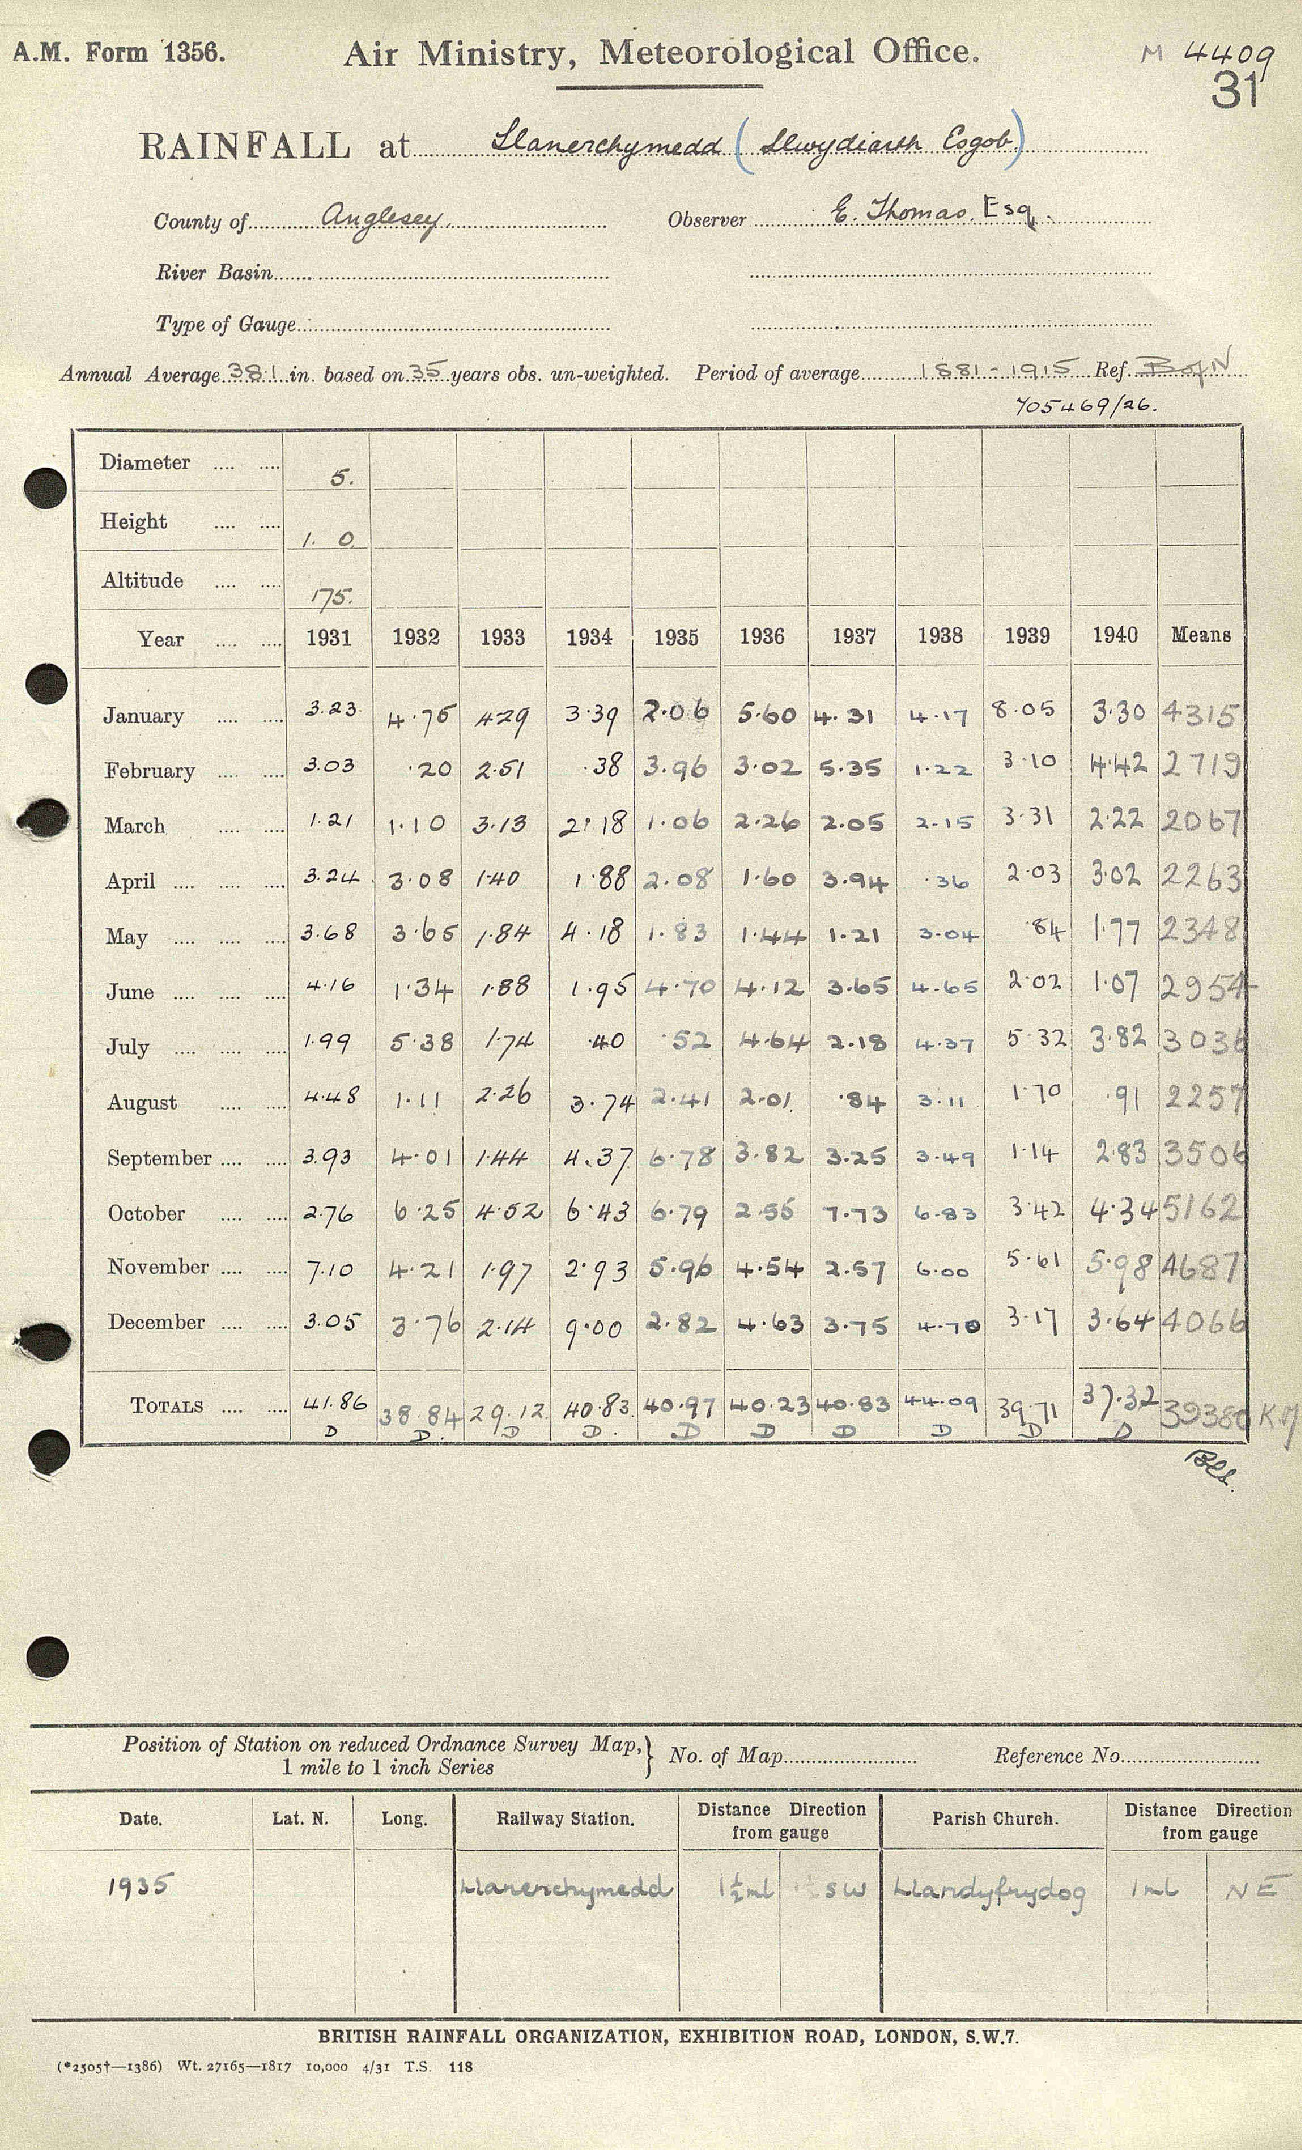 A.M. Form 1356. Air Ministry, Meteorological Office. M 4409
31
RAINFALL at Llanerchymedd (Llwydiarth Esgob.)
County of Anglesey. Observer E. Thomas. Esq.
River Basin
Type of Gauge
Annual Average 38.1 in. based on 35 years obs. un-weighted. Period of average 1881-1915 Ref. B of N
705469/26.
Diameter .... .... 5.
Height .... .... 1. 0.
Altitude .... .... 175.
Year .... .... 1931 1932 1933 1934 1935 1936 1937 1938 1939 1940 Means
January .... .... 3.23 4.75 4.29 3.39 2.06 5.60 4.31 4.17 8.05 3.30 4315
February .... .... 3.03 .20 2.51 .38 3.96 3.02 5.35 1.22 3.10 4.42 2719
March .... .... 1.21 1.10 3.13 2.18 1.06 2.26 2.05 2.15 3.31 2.22 2067
April .... .... .... 3.24 3.08 1.40 1.88 2.08 1.60 3.94 .36 2.03 3.02 2263
May .... .... .... 3.68 3.65 1.84 4.18 1.83 1.44 1.21 3.04 .84 1.77 2348
June .... .... .... 4.16 1.34 1.88 1.95 4.70 4.12 3.65 4.65 2.02 1.07 2954
July .... .... .... 1.99 5.38 1.74 .40 .52 4.64 2.18 4.37 5.32 3.82 3036
August .... .... 4.48 1.11 2.26 3.74 2.41 2.01 .84 3.11 1.70 .91 2257
September .... .... 3.93 4.01 1.44 4.37 6.78 3.82 3.25 3.49 1.14 2.83 3506
October .... .... 2.76 6.25 4.52 6.43 6.79 2.55 7.73 6.83 3.42 4.34 5162
November .... .... 7.10 4.21 1.97 2.93 5.96 4.54 2.57 6.00 5.61 5.98 4687
December .... .... 3.05 3.76 2.14 9.00 2.82 4.63 3.75 4.70 3.17 3.64 4066
TOTALS .... .... 41.86 38.84 29.12 40.83 40.97 40.23 40.83 44.09 39.71 37.32 39380
D D. D D. D D D D D D
Position of Station on reduced Ordnance Survey Map, 1 mile to 1 inch Series } No. of Map Reference No.
Date. Lat. N. Long. Railway Station. Distance Direction from gauge Parish Church. Distance Direction from gauge
1935 Llanerchymedd 1½ ml SW Llandyfrydog 1 ml NE
BRITISH RAINFALL ORGANIZATION, EXHIBITION ROAD, LONDON, S.W.7.
(*2505†—1386) Wt. 27165—1817 10,000 4/31 T.S. 118